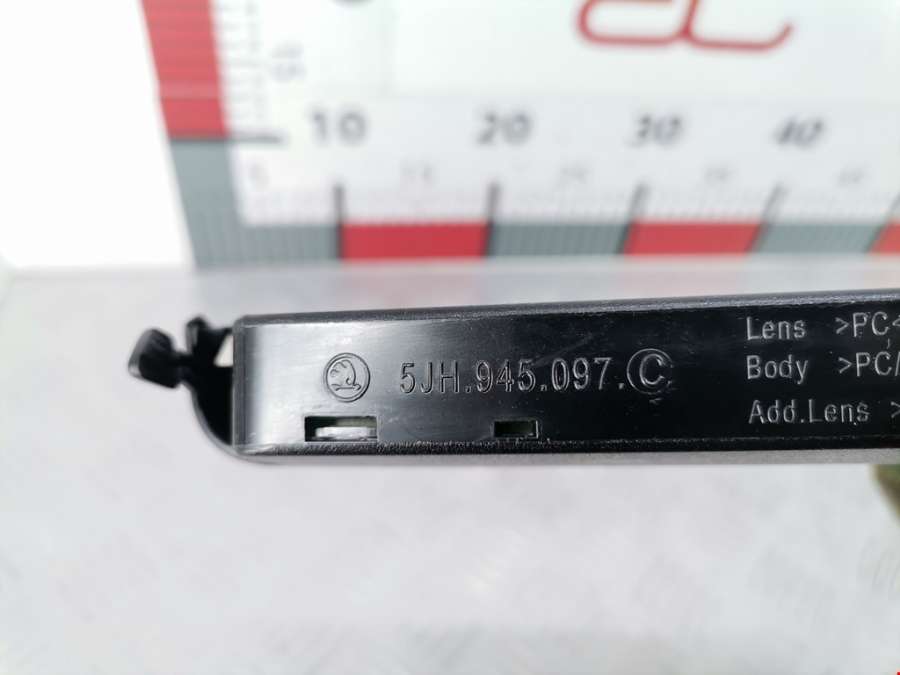 10 20 30 40
Lens >PC<
5JH.945.097.C
Body >PC/
Add.Lens >